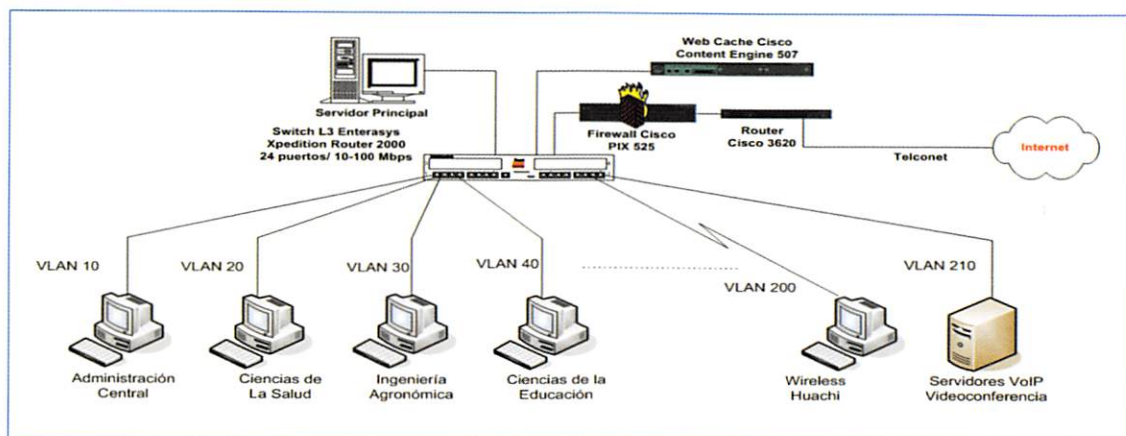 Web Cache Cisco
Content Engine 507
Servidor Principal
Switch L3 Enterasys
Xpedition Router 2000
24 puertos/ 10-100 Mbps
Firewall Cisco
PIX 525
Router
Cisco 3620
Telconet
Internet
VLAN 10
VLAN 20
VLAN 30
VLAN 40
VLAN 200
VLAN 210
Administración
Central
Ciencias de
La Salud
Ingeniería
Agronómica
Ciencias de la
Educación
Wireless
Huachi
Servidores VoIP
Videoconferencia